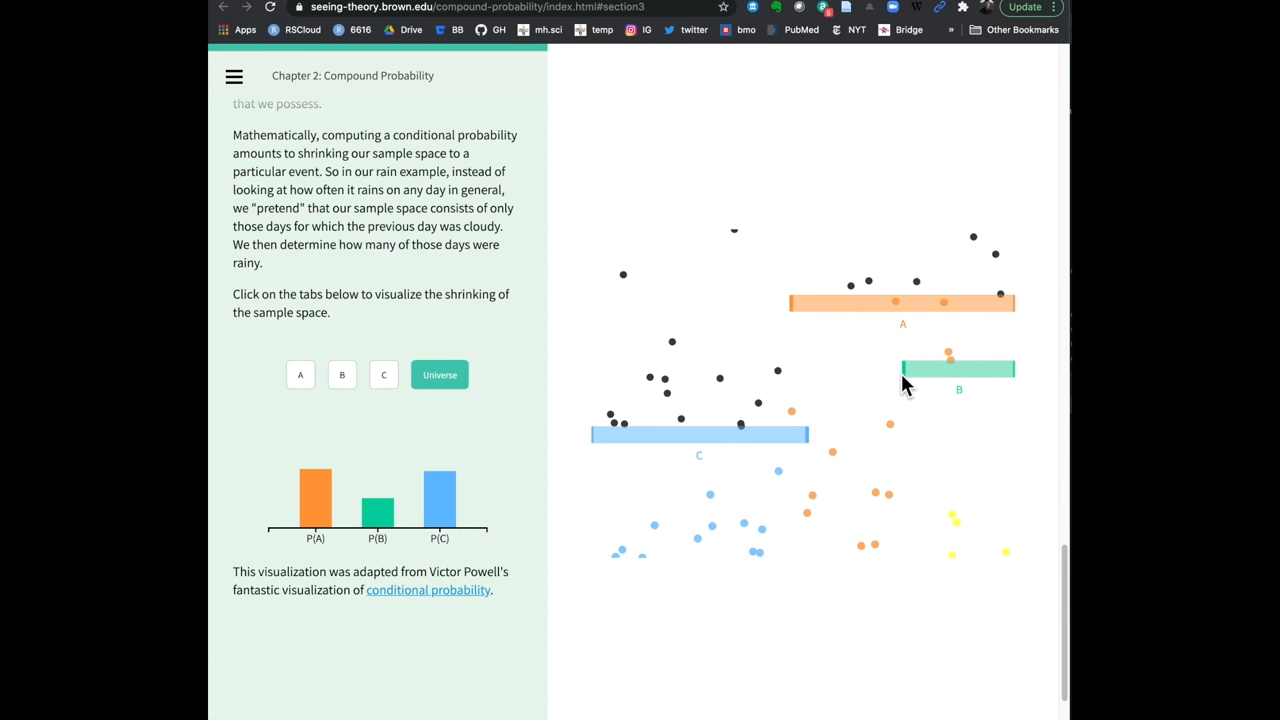 seeing-theory.brown.edu/compound-probability/index.html#section3
5
W
Update
Apps RSCloud 6616 Drive BB GH mh.sci temp IG twitter bmo PubMed NYT Bridge » Other Bookmarks
Chapter 2: Compound Probability
that we possess.
Mathematically, computing a conditional probability
amounts to shrinking our sample space to a
particular event. So in our rain example, instead of
looking at how often it rains on any day in general,
we "pretend" that our sample space consists of only
those days for which the previous day was cloudy.
We then determine how many of those days were
rainy.
Click on the tabs below to visualize the shrinking of
the sample space.
A B C Universe
P(A) P(B) P(C)
This visualization was adapted from Victor Powell's
fantastic visualization of conditional probability.
A
B
C